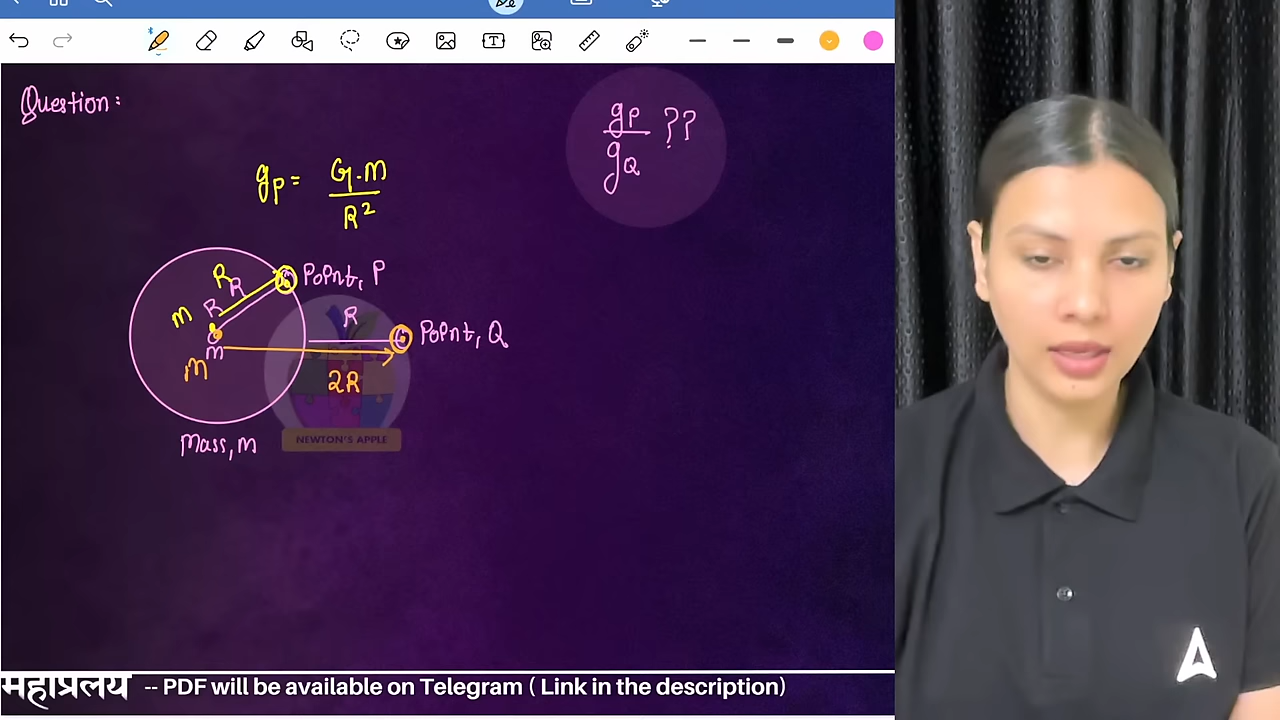 Question:
gP
gQ
??
gP = G.M
R²
R
R
R
m
m
M
Point, P
R
Point, Q
2R
Mass, m
NEWTON'S APPLE
महाप्रलय -- PDF will be available on Telegram ( Link in the description)